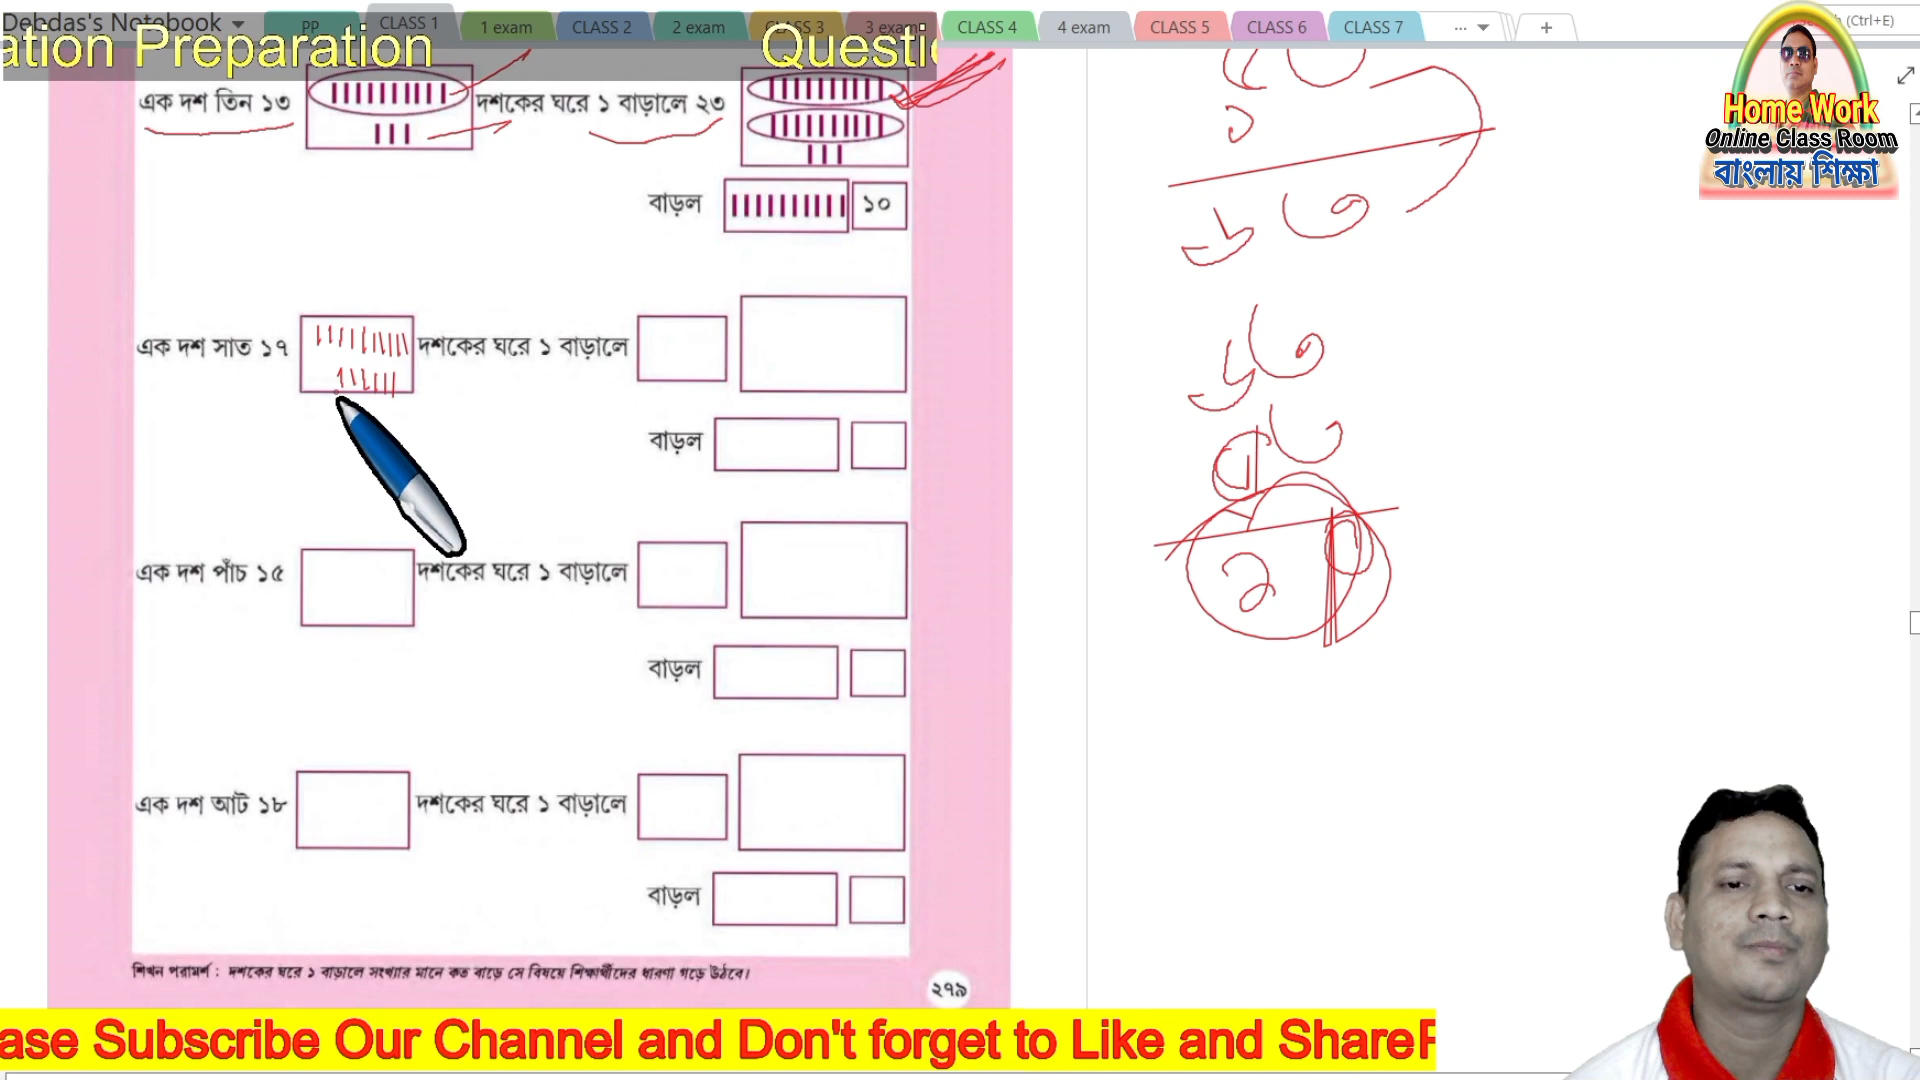 Debdas's Notebook
PP
CLASS 1
1 exam
CLASS 2
2 exam
CLASS 3
3 exam
CLASS 4
4 exam
CLASS 5
CLASS 6
CLASS 7
...
+
(Ctrl+E)
ation Preparation
Questi
Home Work
Online Class Room
বাংলায় শিক্ষা
এক দশ তিন ১৩
দশকের ঘরে ১ বাড়ালে ২৩
বাড়ল
১০
এক দশ সাত ১৭
দশকের ঘরে ১ বাড়ালে
বাড়ল
এক দশ পাঁচ ১৫
দশকের ঘরে ১ বাড়ালে
বাড়ল
এক দশ আট ১৮
দশকের ঘরে ১ বাড়ালে
বাড়ল
শিখন পরামর্শ : দশকের ঘরে ১ বাড়ালে সংখ্যার মানে কত বাড়ে সে বিষয়ে শিক্ষার্থীদের ধারণা গড়ে উঠবে।
২৭৯
ase Subscribe Our Channel and Don't forget to Like and Share